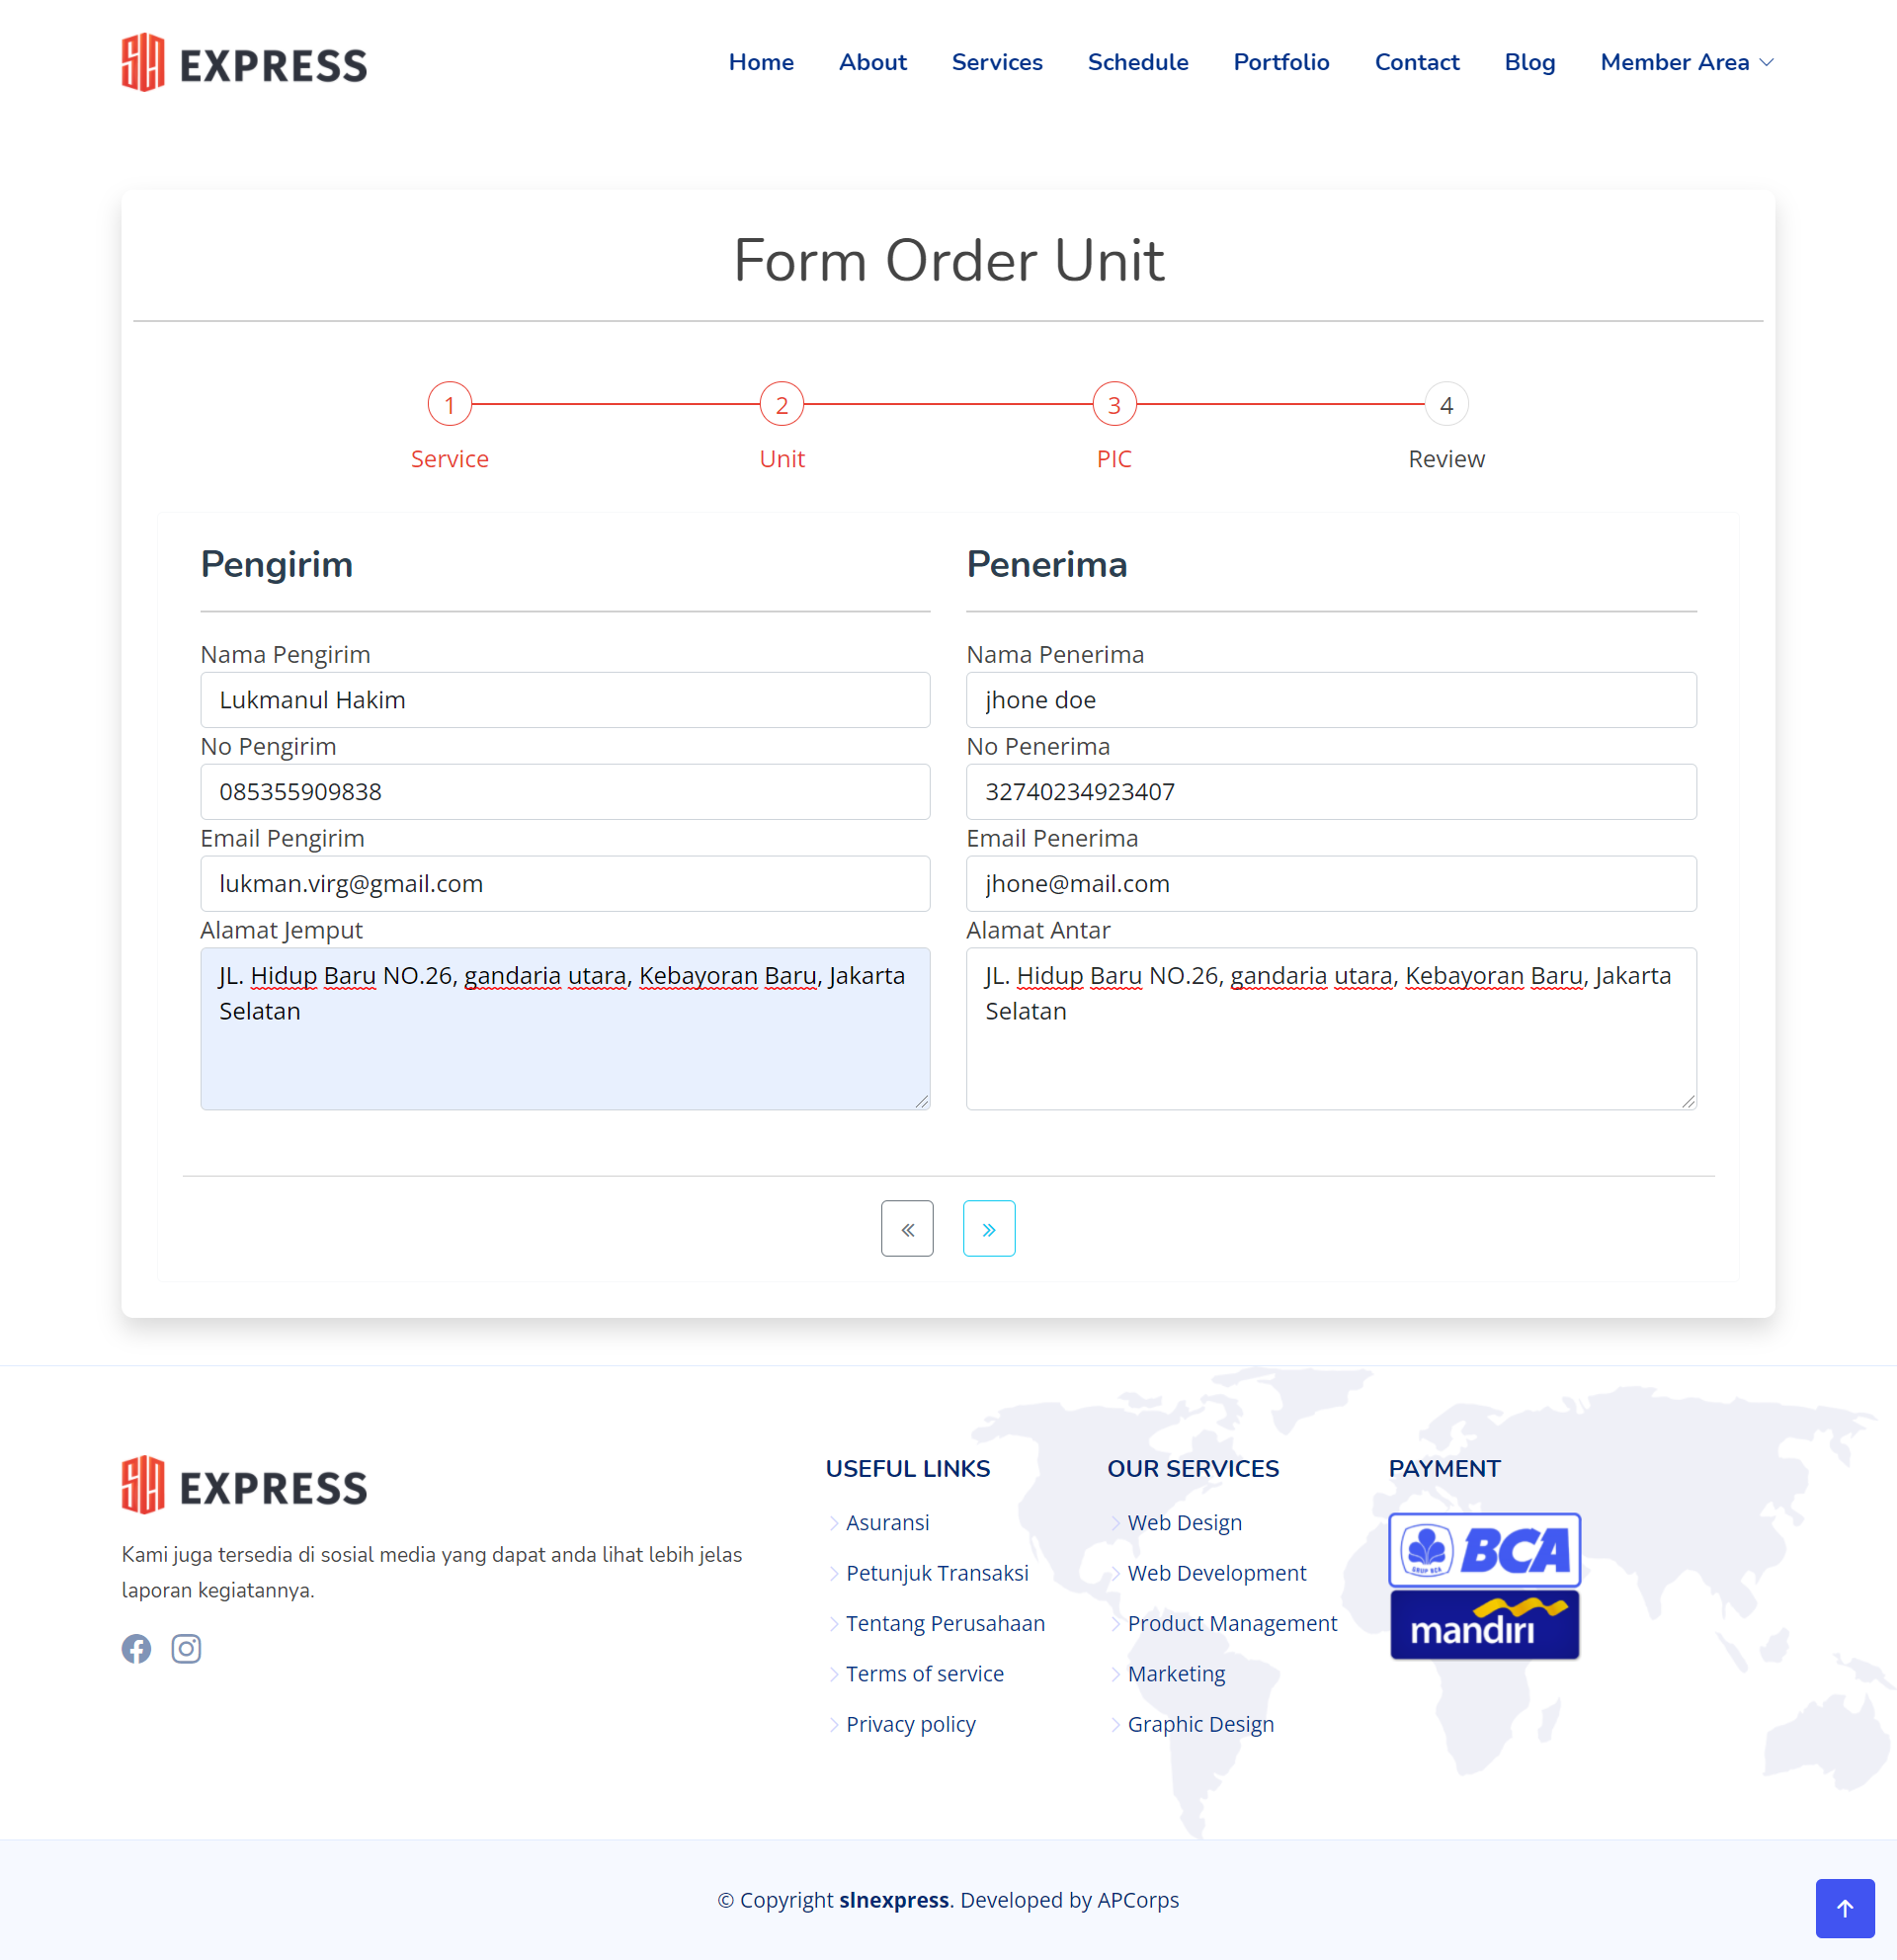 EXPRESS
Home About Services Schedule Portfolio Contact Blog Member Area
Form Order Unit
1 2 3 4
Service Unit PIC Review
Pengirim
Nama Pengirim
Lukmanul Hakim
No Pengirim
085355909838
Email Pengirim
lukman.virg@gmail.com
Alamat Jemput
JL. Hidup Baru NO.26, gandaria utara, Kebayoran Baru, Jakarta
Selatan
Penerima
Nama Penerima
jhone doe
No Penerima
32740234923407
Email Penerima
jhone@mail.com
Alamat Antar
JL. Hidup Baru NO.26, gandaria utara, Kebayoran Baru, Jakarta
Selatan
«
»
EXPRESS
Kami juga tersedia di sosial media yang dapat anda lihat lebih jelas
laporan kegiatannya.
USEFUL LINKS
Asuransi
Petunjuk Transaksi
Tentang Perusahaan
Terms of service
Privacy policy
OUR SERVICES
Web Design
Web Development
Product Management
Marketing
Graphic Design
PAYMENT
GRUP BCA
BCA
mandiri
© Copyright slnexpress. Developed by APCorps